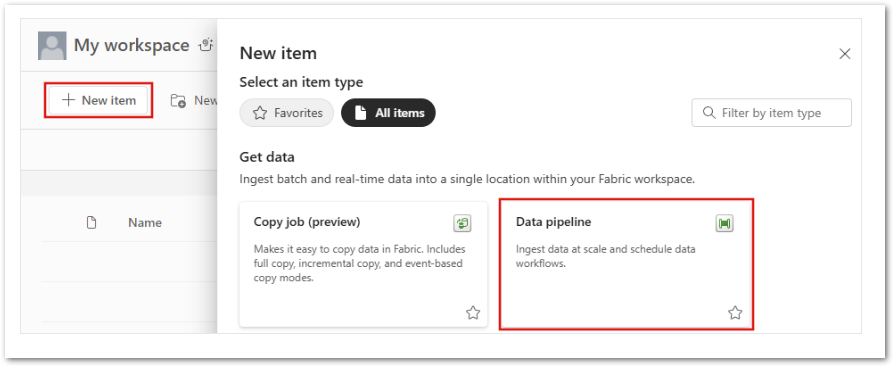 My workspace
New item
New
Name
New item
Select an item type
Favorites
All items
Filter by item type
Get data
Ingest batch and real-time data into a single location within your Fabric workspace.
Copy job (preview)
Makes it easy to copy data in Fabric. Includes
full copy, incremental copy, and event-based
copy modes.
Data pipeline
Ingest data at scale and schedule data
workflows.